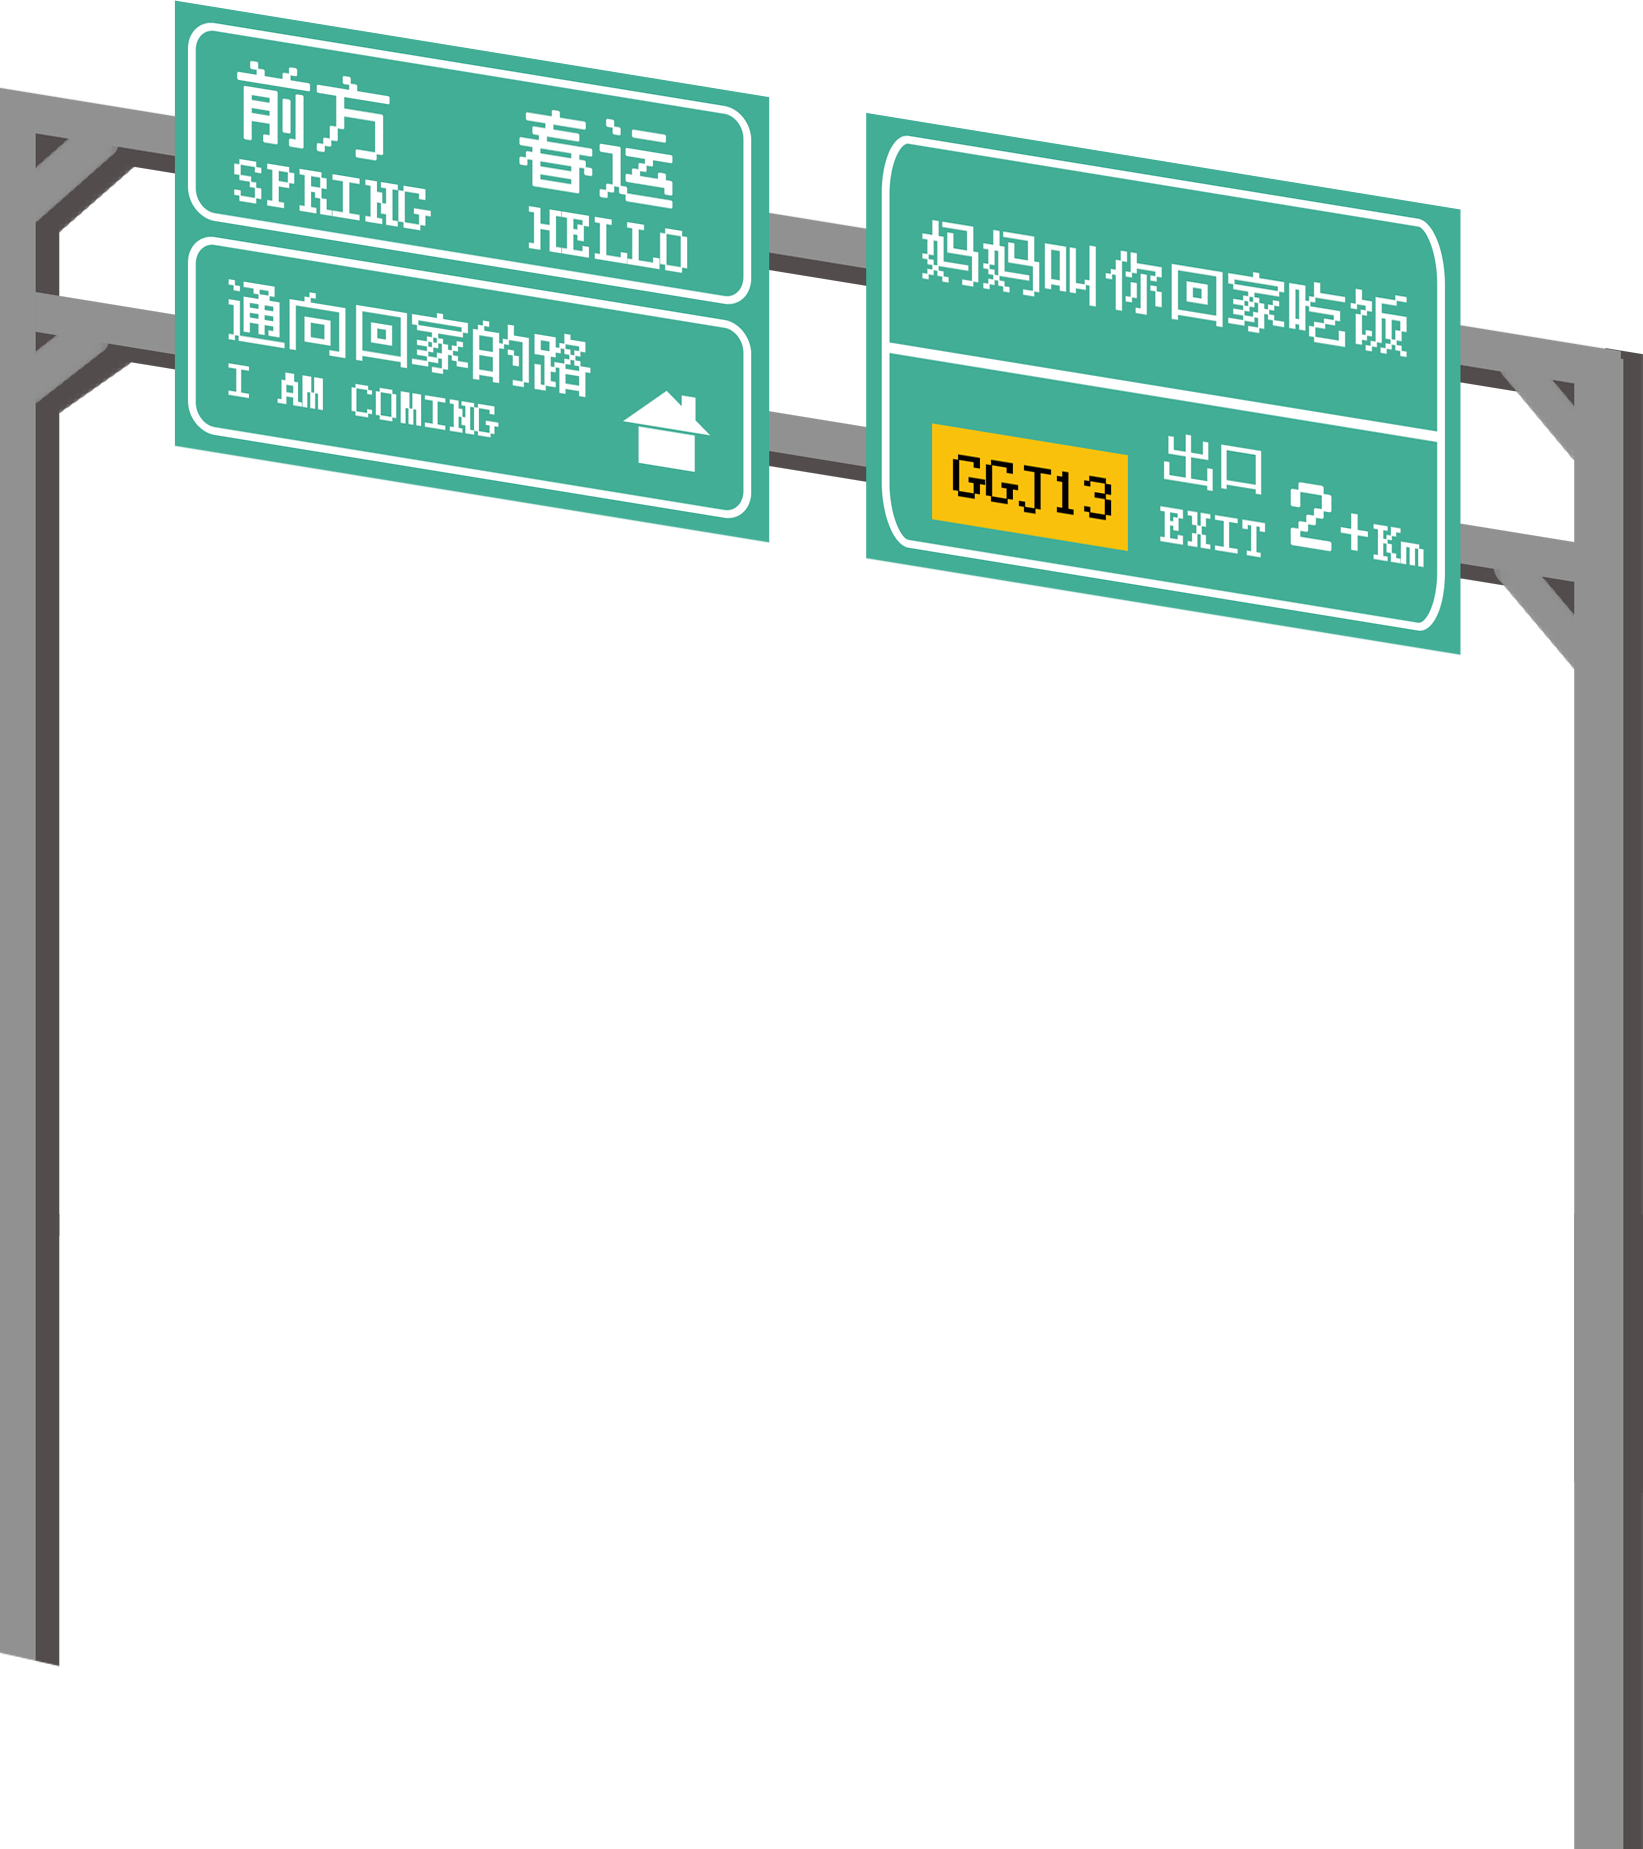 前方 春运
SPRING HELLO
通向回家的路
I AM COMING
妈妈叫你回家吃饭
GGJ13
出口
EXIT
2+Km